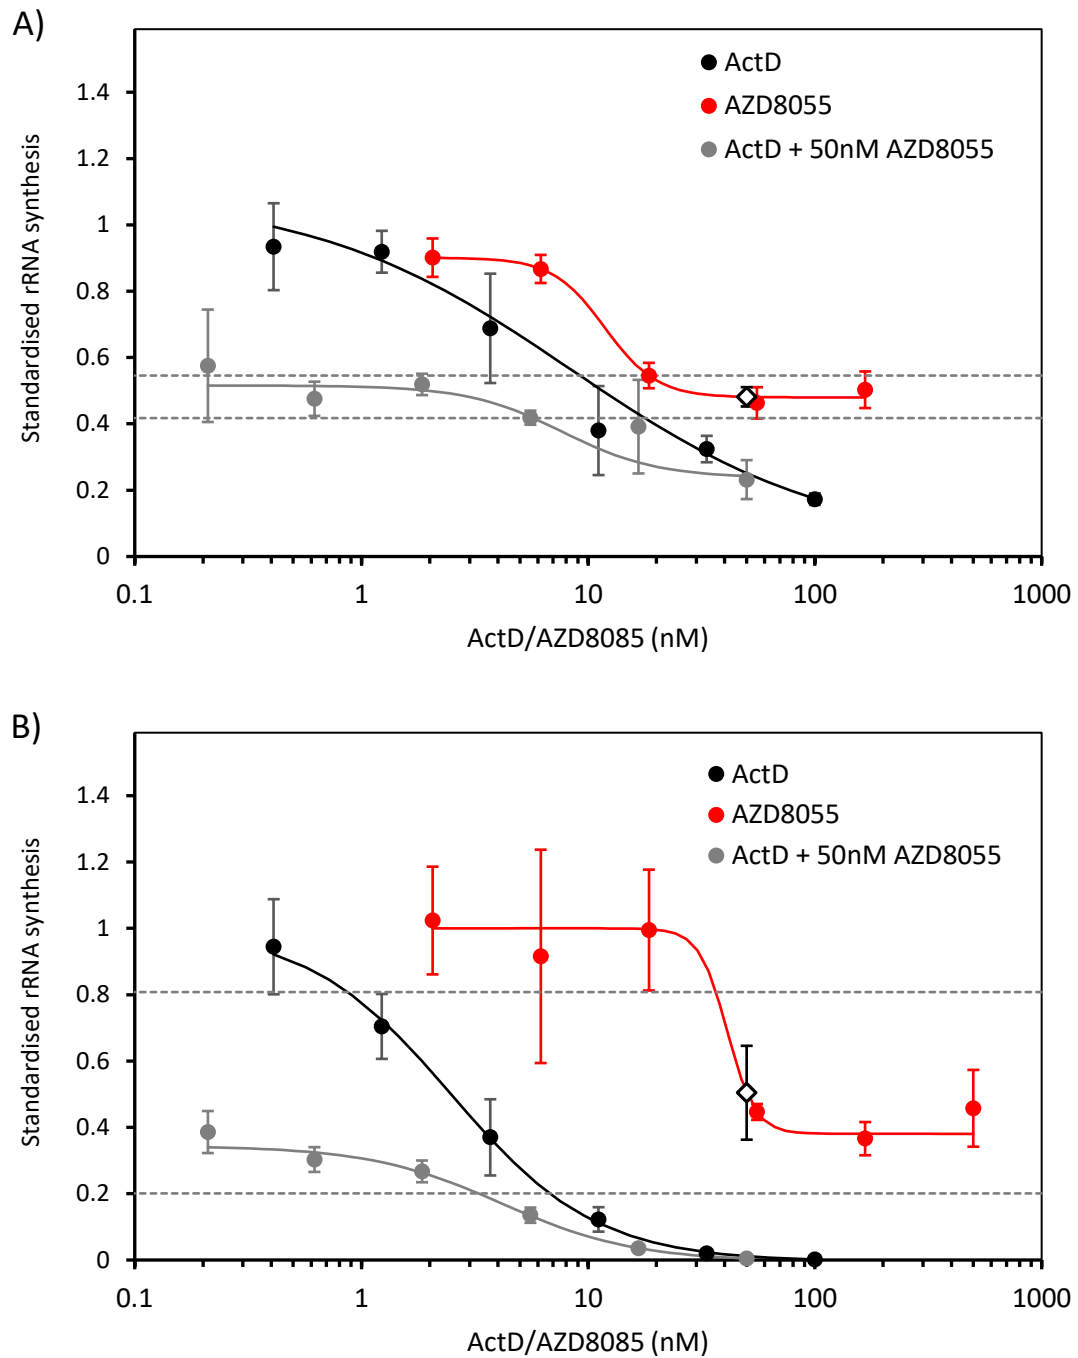 A)
Standardised rRNA synthesis
1.4
1.2
1
0.8
0.6
0.4
0.2
0
ActD
AZD8055
ActD + 50nM AZD8055
0.1 1 10 100 1000
ActD/AZD8085 (nM)
B)
Standardised rRNA synthesis
1.4
1.2
1
0.8
0.6
0.4
0.2
0
ActD
AZD8055
ActD + 50nM AZD8055
0.1 1 10 100 1000
ActD/AZD8085 (nM)